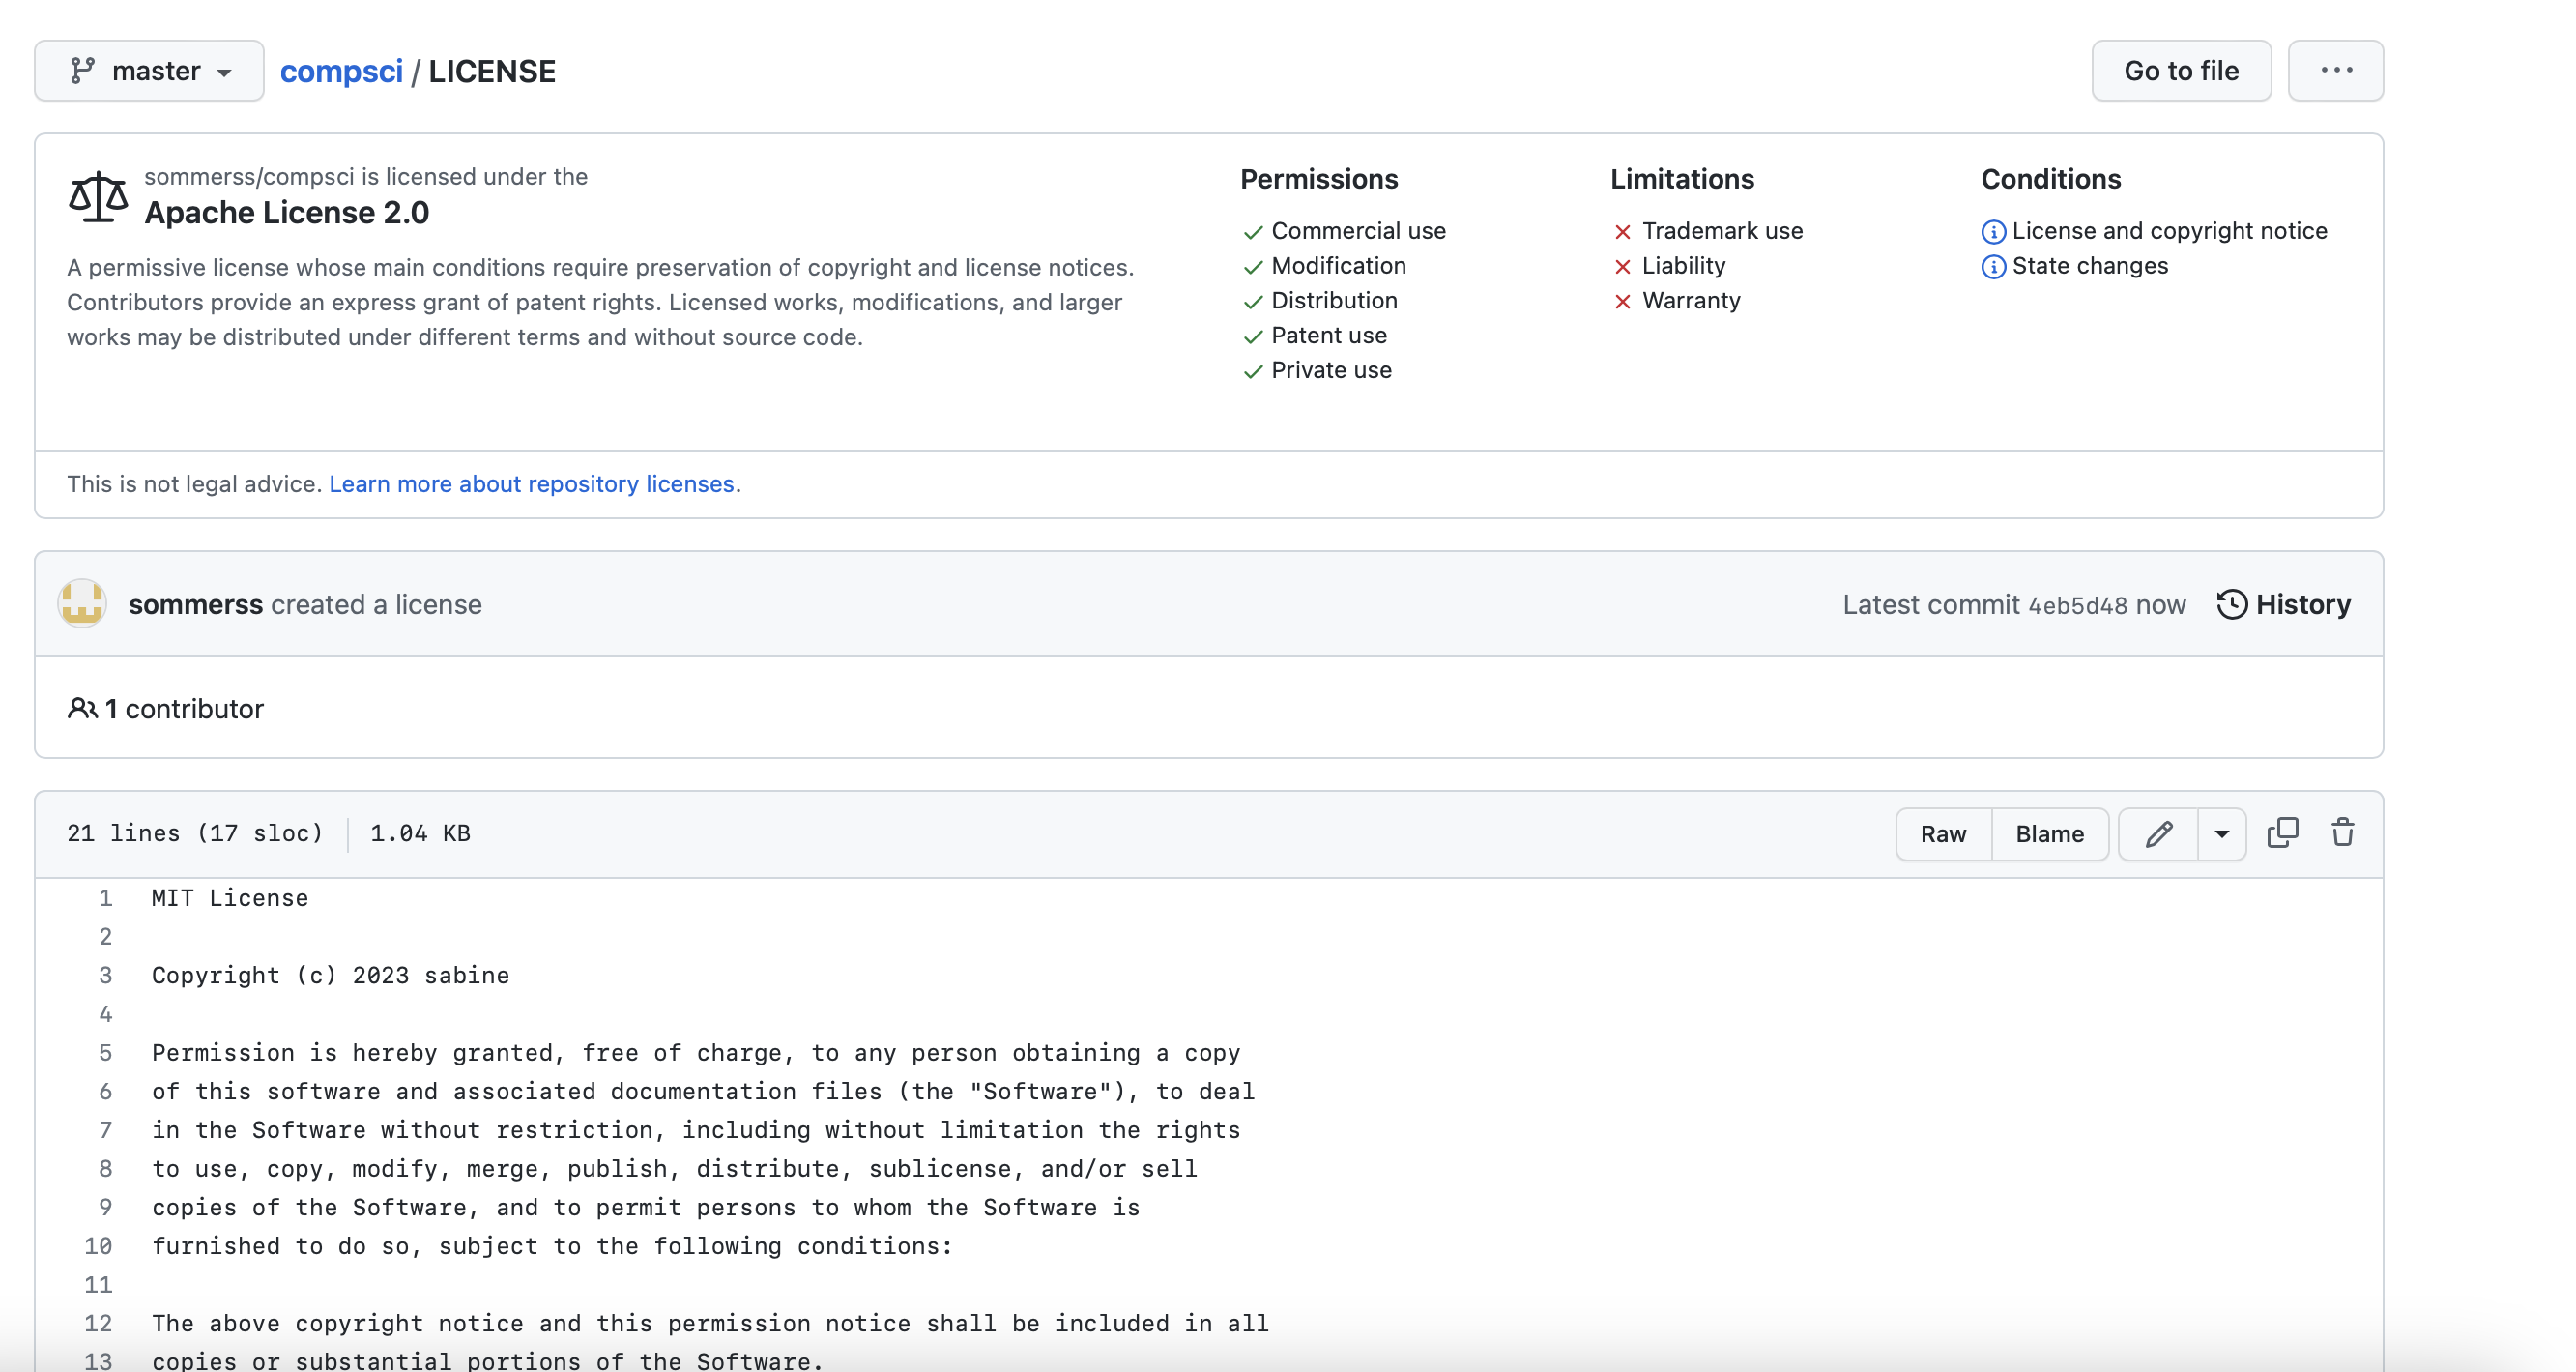 master
compsci / LICENSE
Go to file
...
sommerss/compsci is licensed under the
Apache License 2.0
A permissive license whose main conditions require preservation of copyright and license notices.
Contributors provide an express grant of patent rights. Licensed works, modifications, and larger
works may be distributed under different terms and without source code.
Permissions
Commercial use
Modification
Distribution
Patent use
Private use
Limitations
Trademark use
Liability
Warranty
Conditions
License and copyright notice
State changes
This is not legal advice. Learn more about repository licenses.
sommerss created a license
Latest commit 4eb5d48 now
History
1 contributor
21 lines (17 sloc) | 1.04 KB
Raw
Blame
1 MIT License
2
3 Copyright (c) 2023 sabine
4
5 Permission is hereby granted, free of charge, to any person obtaining a copy
6 of this software and associated documentation files (the "Software"), to deal
7 in the Software without restriction, including without limitation the rights
8 to use, copy, modify, merge, publish, distribute, sublicense, and/or sell
9 copies of the Software, and to permit persons to whom the Software is
10 furnished to do so, subject to the following conditions:
11
12 The above copyright notice and this permission notice shall be included in all
13 copies or substantial portions of the Software.